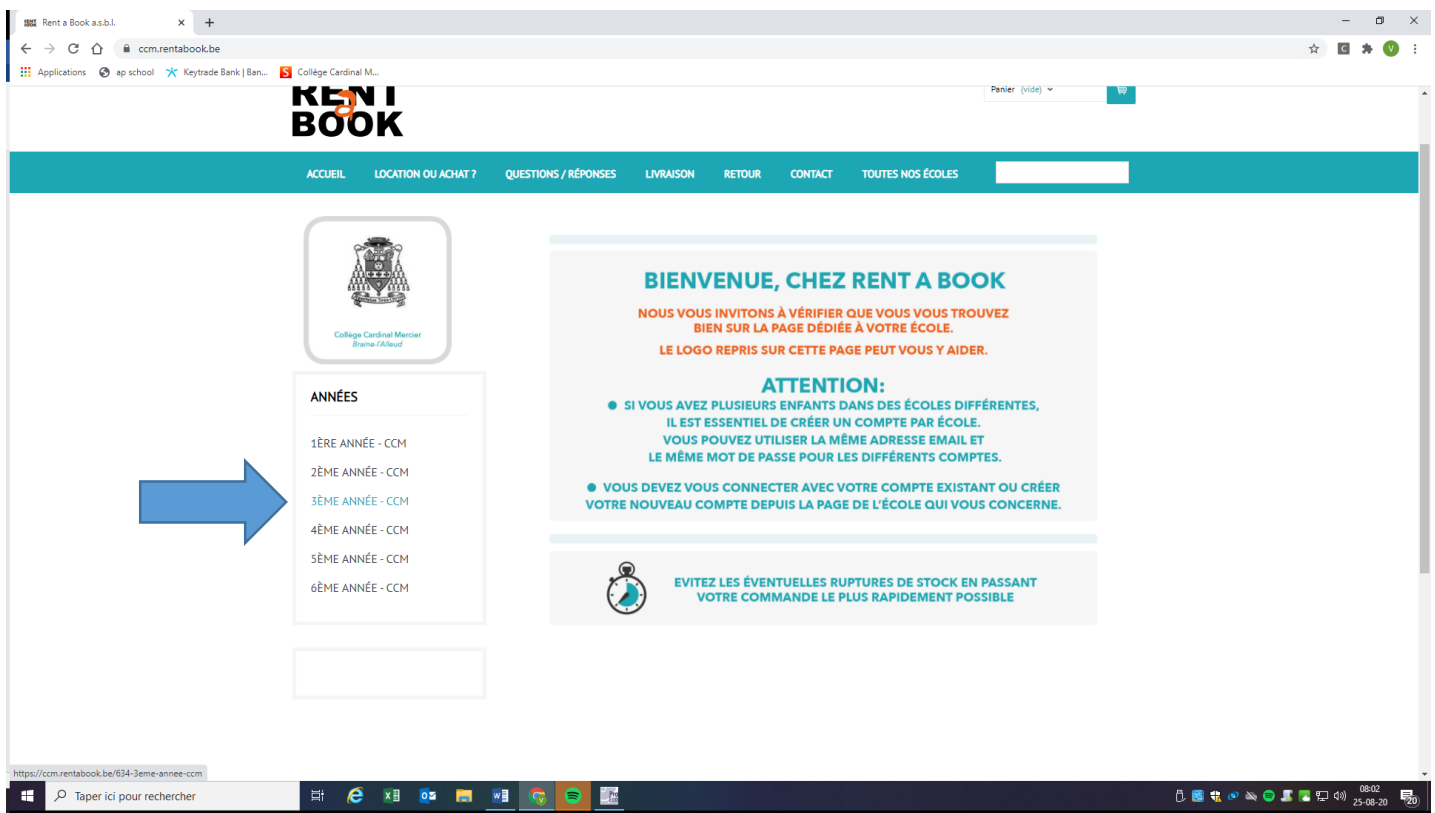 Rent a Book a.s.b.l.
ccm.rentabook.be
Applications ap school Keytrade Bank | Ban... Collège Cardinal M...
RENT
a
BOOK
Panier (vide)
ACCUEIL LOCATION OU ACHAT ? QUESTIONS / RÉPONSES LIVRAISON RETOUR CONTACT TOUTES NOS ÉCOLES
Collège Cardinal Mercier
Braine-l'Alleud
ANNÉES
1ÈRE ANNÉE - CCM
2ÈME ANNÉE - CCM
3ÈME ANNÉE - CCM
4ÈME ANNÉE - CCM
5ÈME ANNÉE - CCM
6ÈME ANNÉE - CCM
BIENVENUE, CHEZ RENT A BOOK
NOUS VOUS INVITONS À VÉRIFIER QUE VOUS VOUS TROUVEZ
BIEN SUR LA PAGE DÉDIÉE À VOTRE ÉCOLE.
LE LOGO REPRIS SUR CETTE PAGE PEUT VOUS Y AIDER.
ATTENTION:
● SI VOUS AVEZ PLUSIEURS ENFANTS DANS DES ÉCOLES DIFFÉRENTES,
IL EST ESSENTIEL DE CRÉER UN COMPTE PAR ÉCOLE.
VOUS POUVEZ UTILISER LA MÊME ADRESSE EMAIL ET
LE MÊME MOT DE PASSE POUR LES DIFFÉRENTS COMPTES.
● VOUS DEVEZ VOUS CONNECTER AVEC VOTRE COMPTE EXISTANT OU CRÉER
VOTRE NOUVEAU COMPTE DEPUIS LA PAGE DE L'ÉCOLE QUI VOUS CONCERNE.
EVITEZ LES ÉVENTUELLES RUPTURES DE STOCK EN PASSANT
VOTRE COMMANDE LE PLUS RAPIDEMENT POSSIBLE
https://ccm.rentabook.be/634-3eme-annee-ccm
Taper ici pour rechercher
08:02
25-08-20
20